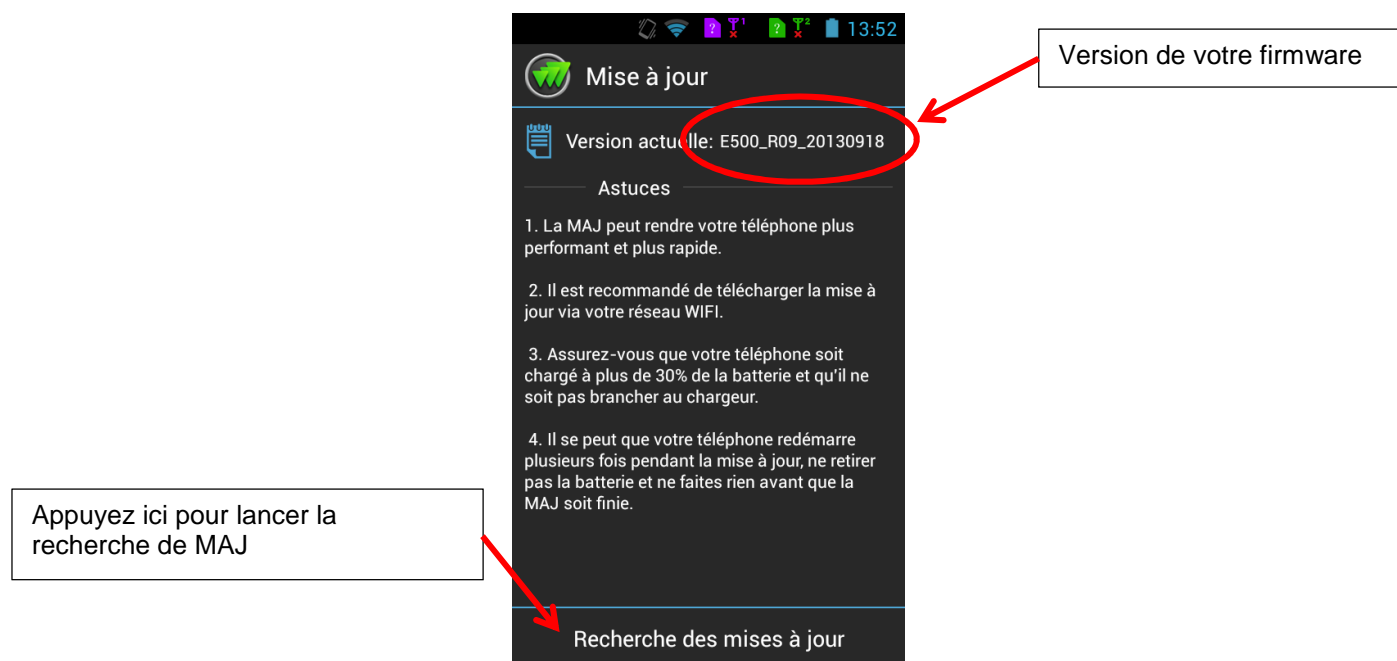 13:52
Version de votre firmware
Mise à jour
Version actuelle: E500_R09_20130918
Astuces
1. La MAJ peut rendre votre téléphone plus
performant et plus rapide.
2. Il est recommandé de télécharger la mise à
jour via votre réseau WIFI.
3. Assurez-vous que votre téléphone soit
chargé à plus de 30% de la batterie et qu'il ne
soit pas brancher au chargeur.
4. Il se peut que votre téléphone redémarre
plusieurs fois pendant la mise à jour, ne retirer
pas la batterie et ne faites rien avant que la
MAJ soit finie.
Appuyez ici pour lancer la
recherche de MAJ
Recherche des mises à jour